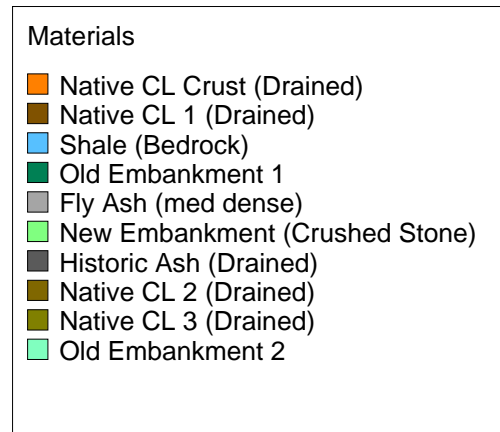 Materials
Native CL Crust (Drained)
Native CL 1 (Drained)
Shale (Bedrock)
Old Embankment 1
Fly Ash (med dense)
New Embankment (Crushed Stone)
Historic Ash (Drained)
Native CL 2 (Drained)
Native CL 3 (Drained)
Old Embankment 2